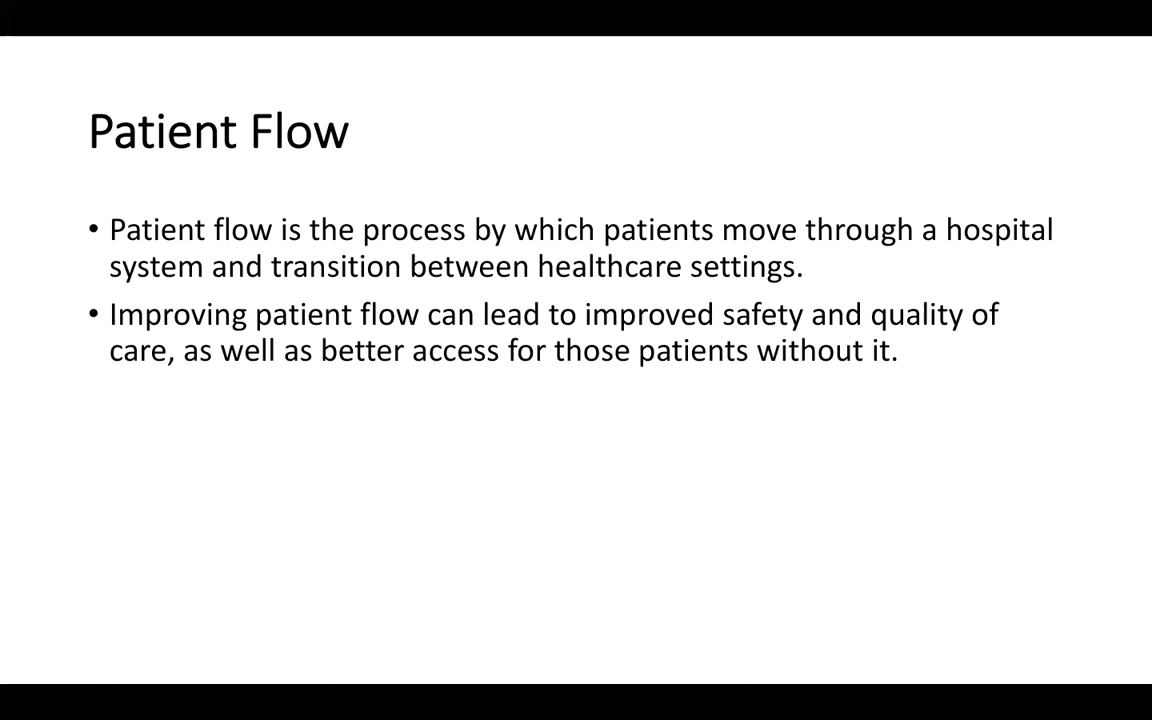 Patient Flow
• Patient flow is the process by which patients move through a hospital
system and transition between healthcare settings.
• Improving patient flow can lead to improved safety and quality of
care, as well as better access for those patients without it.